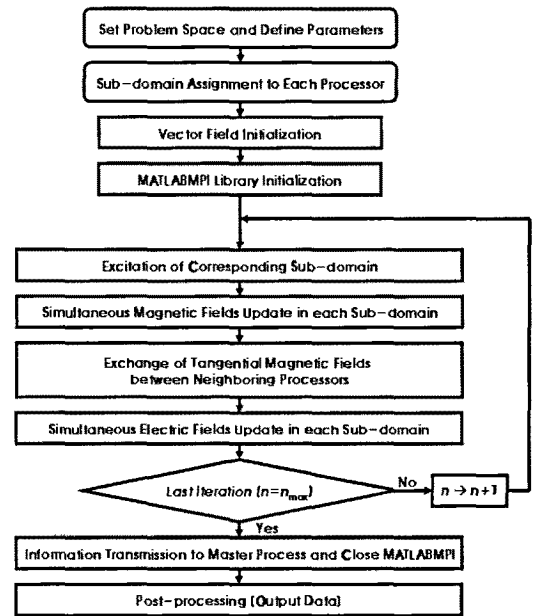 Set Problem Space and Define Parameters
Sub-domain Assignment to Each Processor
Vector Field Initialization
MATLABMPI Library Initialization
Excitation of Corresponding Sub-domain
Simultaneous Magnetic Fields Update in each Sub-domain
Exchange of Tangential Magnetic Fields
between Neighboring Processors
Simultaneous Electric Fields Update in each Sub-domain
Last Iteration (n=nmax)
No
n → n+1
Yes
Information Transmission to Master Process and Close MATLABMPI
Post-processing (Output Data)